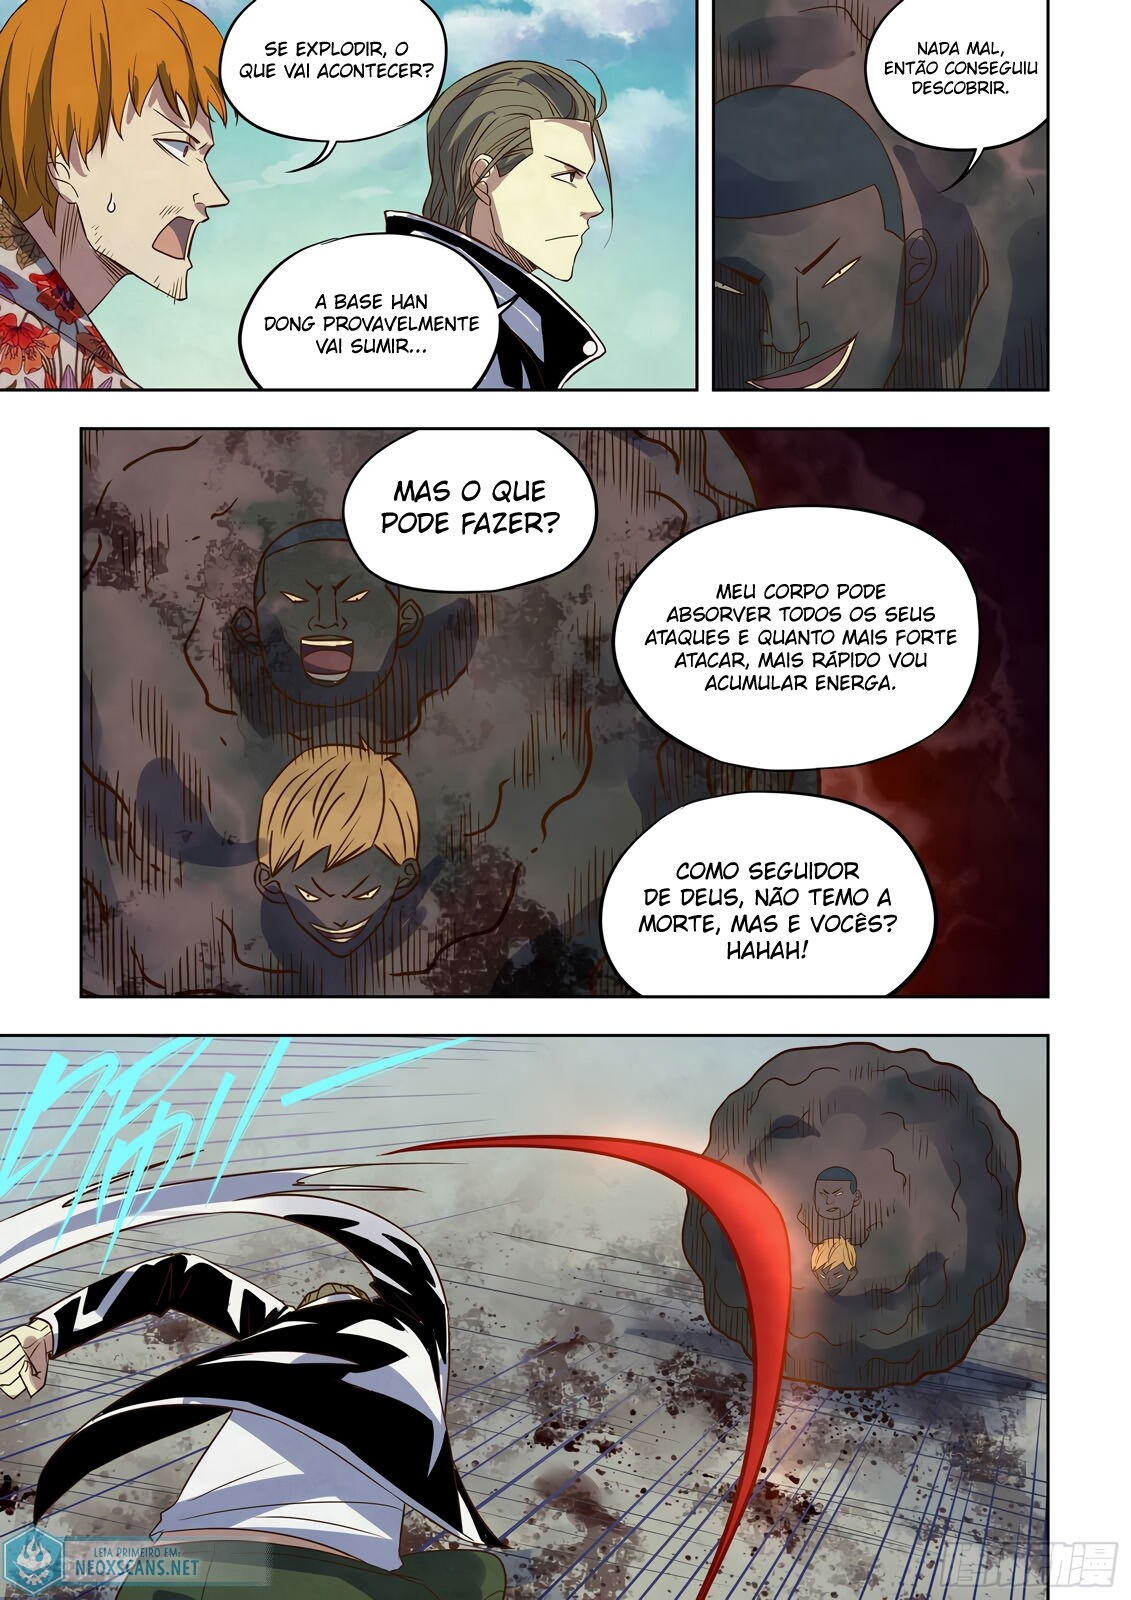 SE EXPLODIR, O
QUE VAI ACONTECER?
A BASE HAN
DONG PROVAVELMENTE
VAI SUMIR...
NADA MAL,
ENTÃO CONSEGUIU
DESCOBRIR.
MAS O QUE
PODE FAZER?
MEU CORPO PODE
ABSORVER TODOS OS SEUS
ATAQUES E QUANTO MAIS FORTE
ATACAR, MAIS RÁPIDO VOU
ACUMULAR ENERGA.
COMO SEGUIDOR
DE DEUS, NÃO TEMO A
MORTE, MAS E VOCÊS?
HAHAH!
LEIA PRIMEIRO EM:
NEOXSCANS.NET